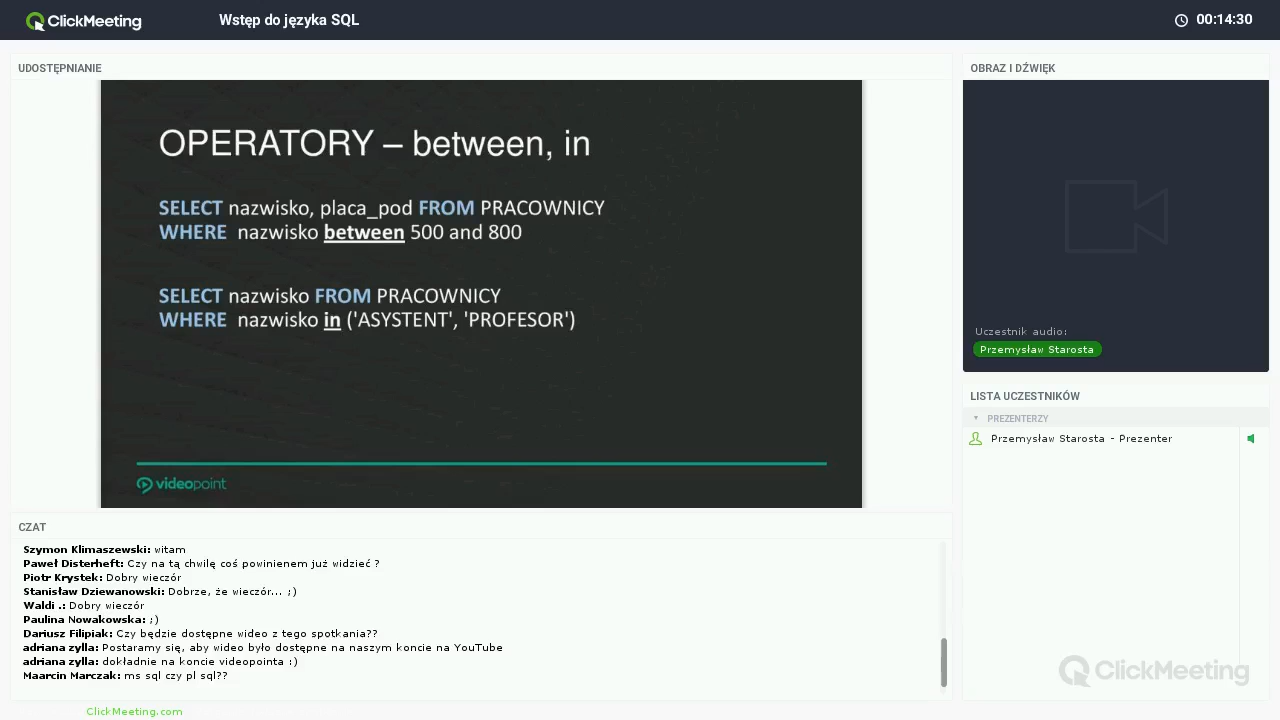 ClickMeeting
Wstęp do języka SQL
00:14:30
UDOSTĘPNIANIE
OPERATORY – between, in
SELECT nazwisko, placa_pod FROM PRACOWNICY
WHERE nazwisko between 500 and 800
SELECT nazwisko FROM PRACOWNICY
WHERE nazwisko in ('ASYSTENT', 'PROFESOR')
videopoint
OBRAZ I DŹWIĘK
Uczestnik audio:
Przemysław Starosta
LISTA UCZESTNIKÓW
PREZENTERZY
Przemysław Starosta - Prezenter
CZAT
Szymon Klimaszewski: witam
Paweł Disterheft: Czy na tą chwilę coś powinienem już widzieć ?
Piotr Krystek: Dobry wieczór
Stanisław Dziewanowski: Dobrze, że wieczór... ;)
Waldi .: Dobry wieczór
Paulina Nowakowska: ;)
Dariusz Filipiak: Czy będzie dostępne wideo z tego spotkania??
adriana zylla: Postaramy się, aby wideo było dostępne na naszym koncie na YouTube
adriana zylla: dokładnie na koncie videopointa :)
Maarcin Marczak: ms sql czy pl sql??
ClickMeeting
ClickMeeting.com